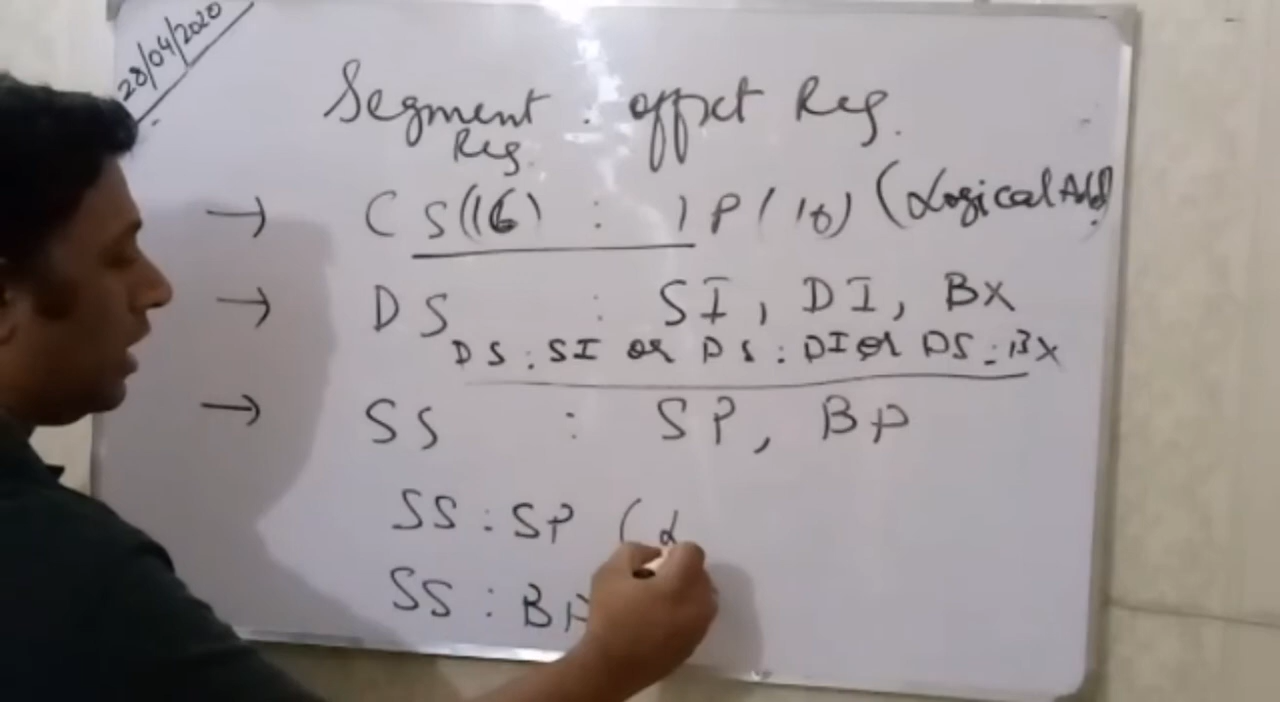 28/04/2020
Segment : offset Reg.
Reg.
→ CS(16) : IP(16) (Logical Add)
→ DS : SI, DI, BX
DS:SI or DS:DI or DS:BX
→ SS : SP, BP
SS : SP (L
SS : BP